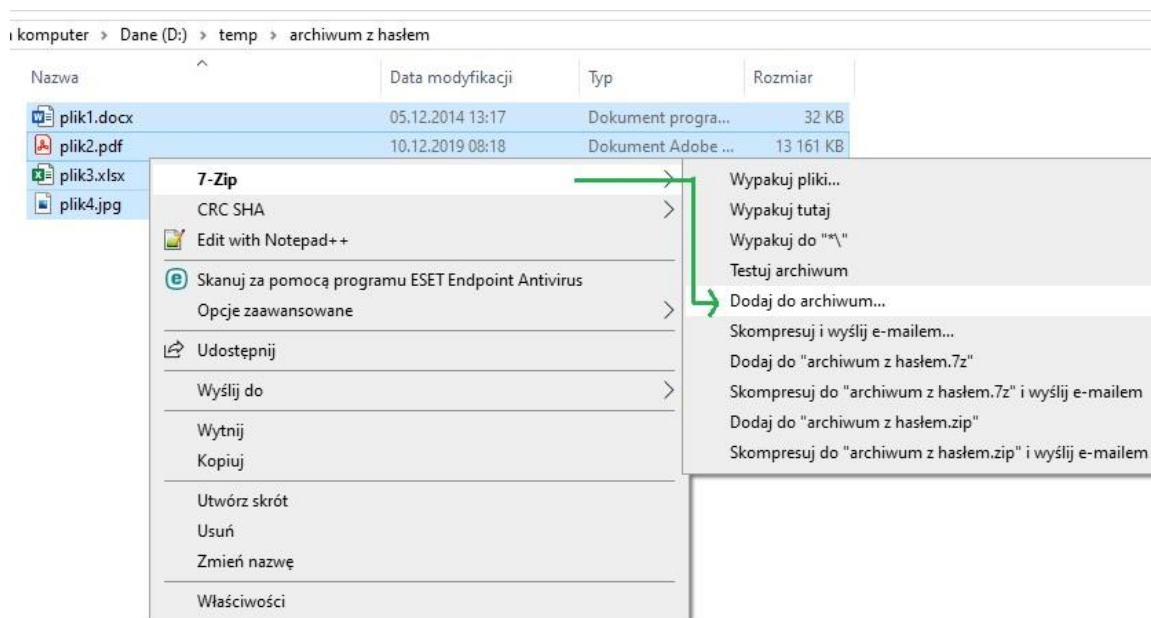 komputer > Dane (D:) > temp > archiwum z hasłem
Nazwa Data modyfikacji Typ Rozmiar
plik1.docx 05.12.2014 13:17 Dokument progra... 32 KB
plik2.pdf 10.12.2019 08:18 Dokument Adobe ... 13 161 KB
plik3.xlsx
plik4.jpg
7-Zip
CRC SHA
Edit with Notepad++
Skanuj za pomocą programu ESET Endpoint Antivirus
Opcje zaawansowane
Udostępnij
Wyślij do
Wytnij
Kopiuj
Utwórz skrót
Usuń
Zmień nazwę
Właściwości
Wypakuj pliki...
Wypakuj tutaj
Wypakuj do "*\"
Testuj archiwum
Dodaj do archiwum...
Skompresuj i wyślij e-mailem...
Dodaj do "archiwum z hasłem.7z"
Skompresuj do "archiwum z hasłem.7z" i wyślij e-mailem
Dodaj do "archiwum z hasłem.zip"
Skompresuj do "archiwum z hasłem.zip" i wyślij e-mailem